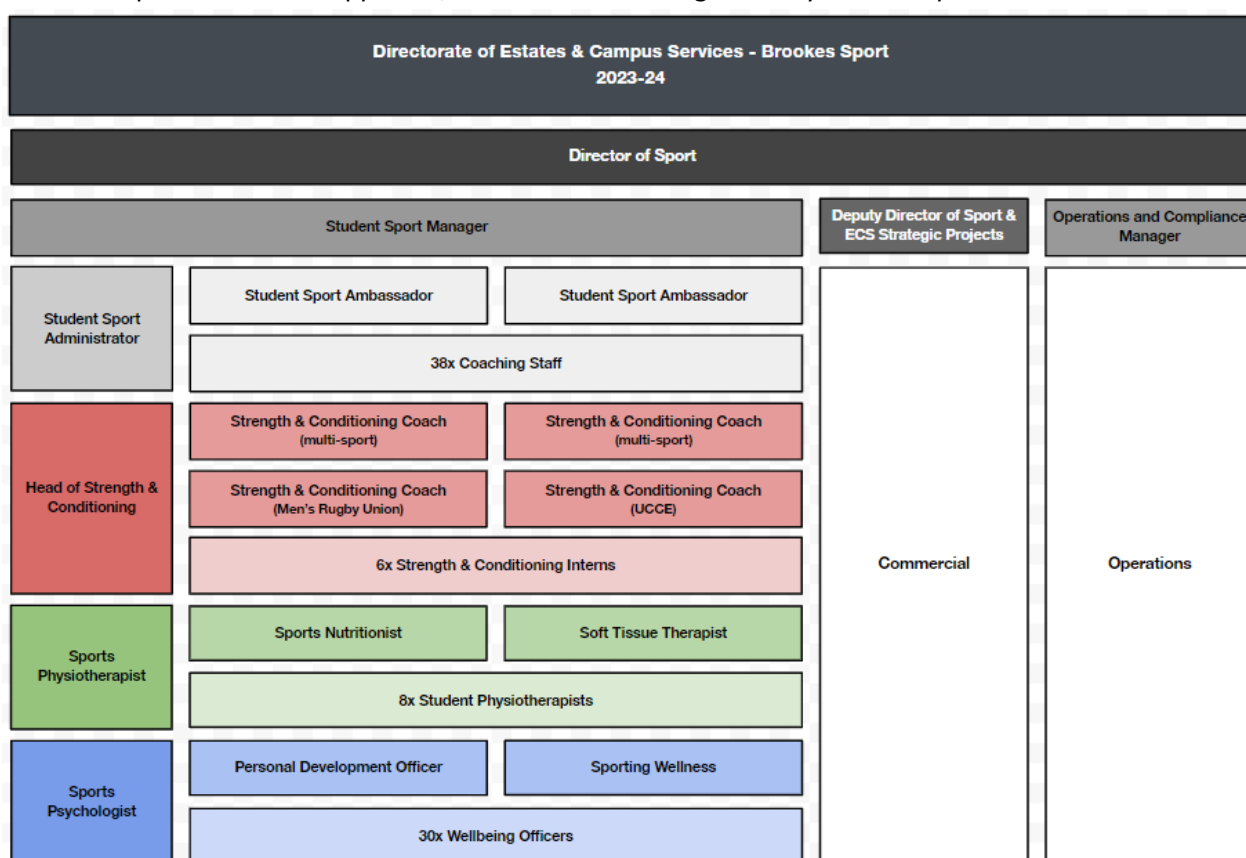 Directorate of Estates & Campus Services - Brookes Sport
2023-24
Director of Sport
Student Sport Manager
Deputy Director of Sport &
ECS Strategic Projects
Operations and Compliance
Manager
Student Sport
Administrator
Student Sport Ambassador
Student Sport Ambassador
38x Coaching Staff
Head of Strength &
Conditioning
Strength & Conditioning Coach
(multi-sport)
Strength & Conditioning Coach
(multi-sport)
Strength & Conditioning Coach
(Men's Rugby Union)
Strength & Conditioning Coach
(UCCE)
6x Strength & Conditioning Interns
Sports
Physiotherapist
Sports Nutritionist
Soft Tissue Therapist
8x Student Physiotherapists
Sports
Psychologist
Personal Development Officer
Sporting Wellness
30x Wellbeing Officers
Commercial
Operations